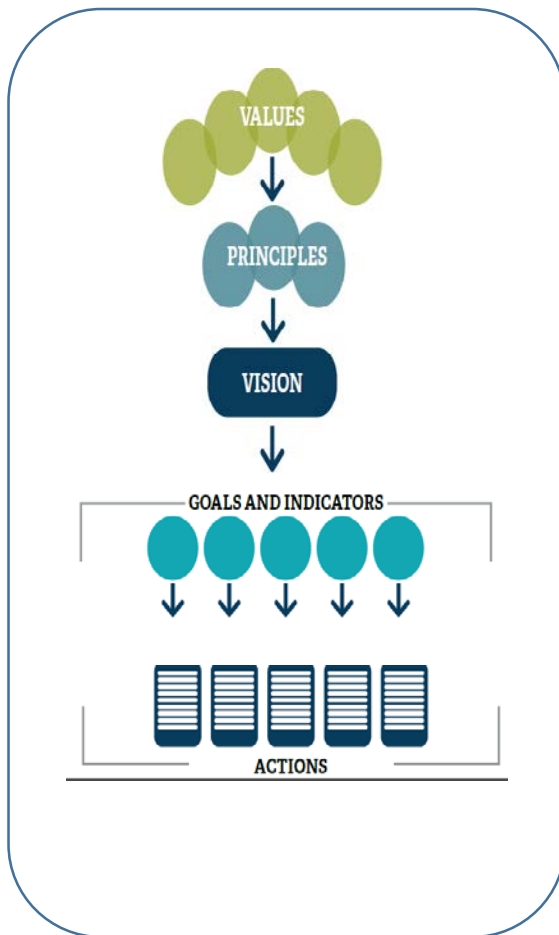 VALUES
PRINCIPLES
VISION
GOALS AND INDICATORS
ACTIONS